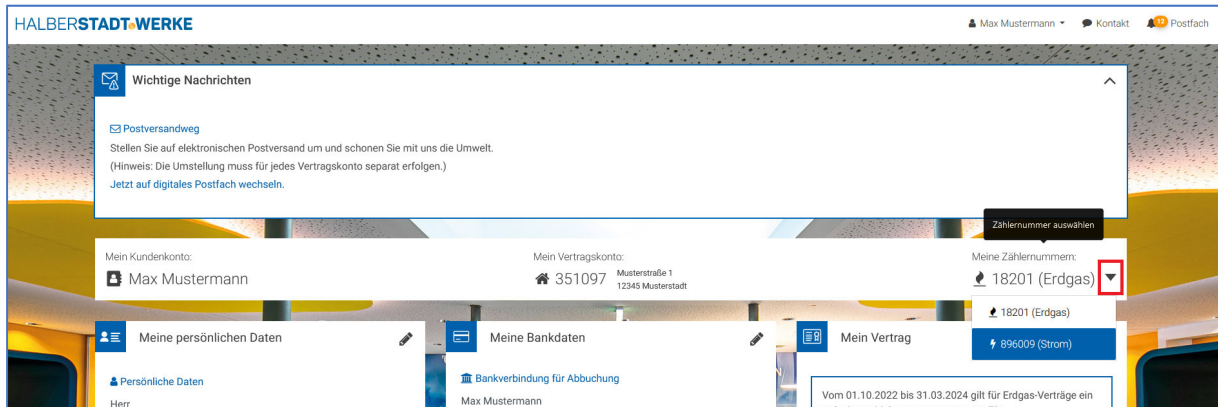 HALBERSTADTWERKE
Max Mustermann
Kontakt
12
Postfach
Wichtige Nachrichten
Postversandweg
Stellen Sie auf elektronischen Postversand um und schonen Sie mit uns die Umwelt.
(Hinweis: Die Umstellung muss für jedes Vertragskonto separat erfolgen.)
Jetzt auf digitales Postfach wechseln.
Zählernummer auswählen
Mein Kundenkonto:
Max Mustermann
Mein Vertragskonto:
351097
Musterstraße 1
12345 Musterstadt
Meine Zählernummern:
18201 (Erdgas)
18201 (Erdgas)
896009 (Strom)
Meine persönlichen Daten
Meine Bankdaten
Mein Vertrag
Persönliche Daten
Herr
Bankverbindung für Abbuchung
Max Mustermann
Vom 01.10.2022 bis 31.03.2024 gilt für Erdgas-Verträge ein